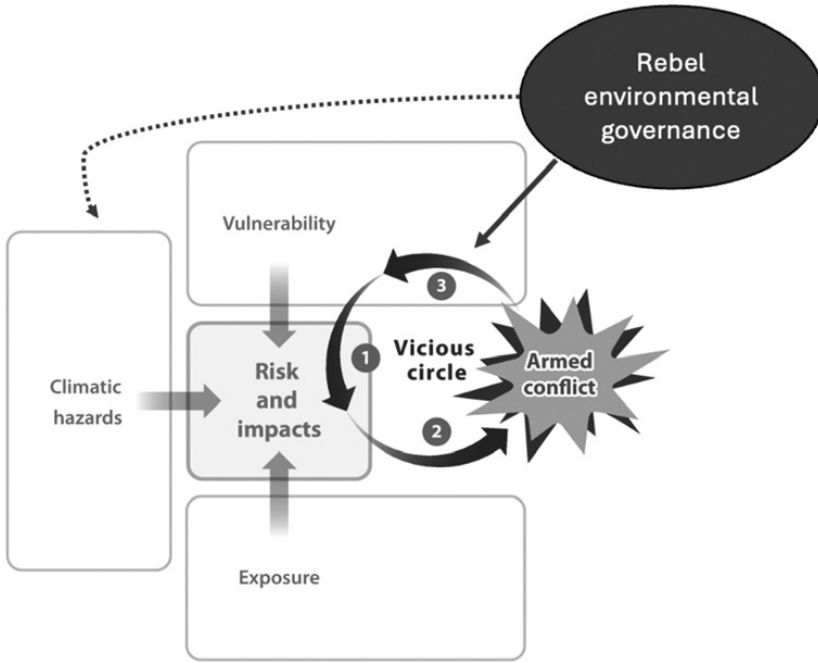 Rebel
environmental
governance
Vulnerability
3
1
Vicious
circle
Armed
conflict
Risk
and
impacts
Climatic
hazards
2
Exposure